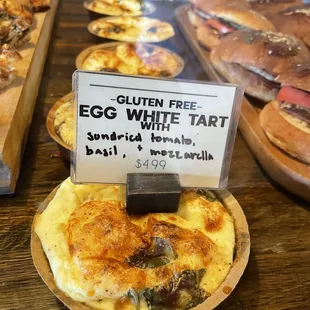 -GLUTEN FREE-
EGG WHITE TART
WITH
sundried tomato,
basil, + mozzarella
$4.99